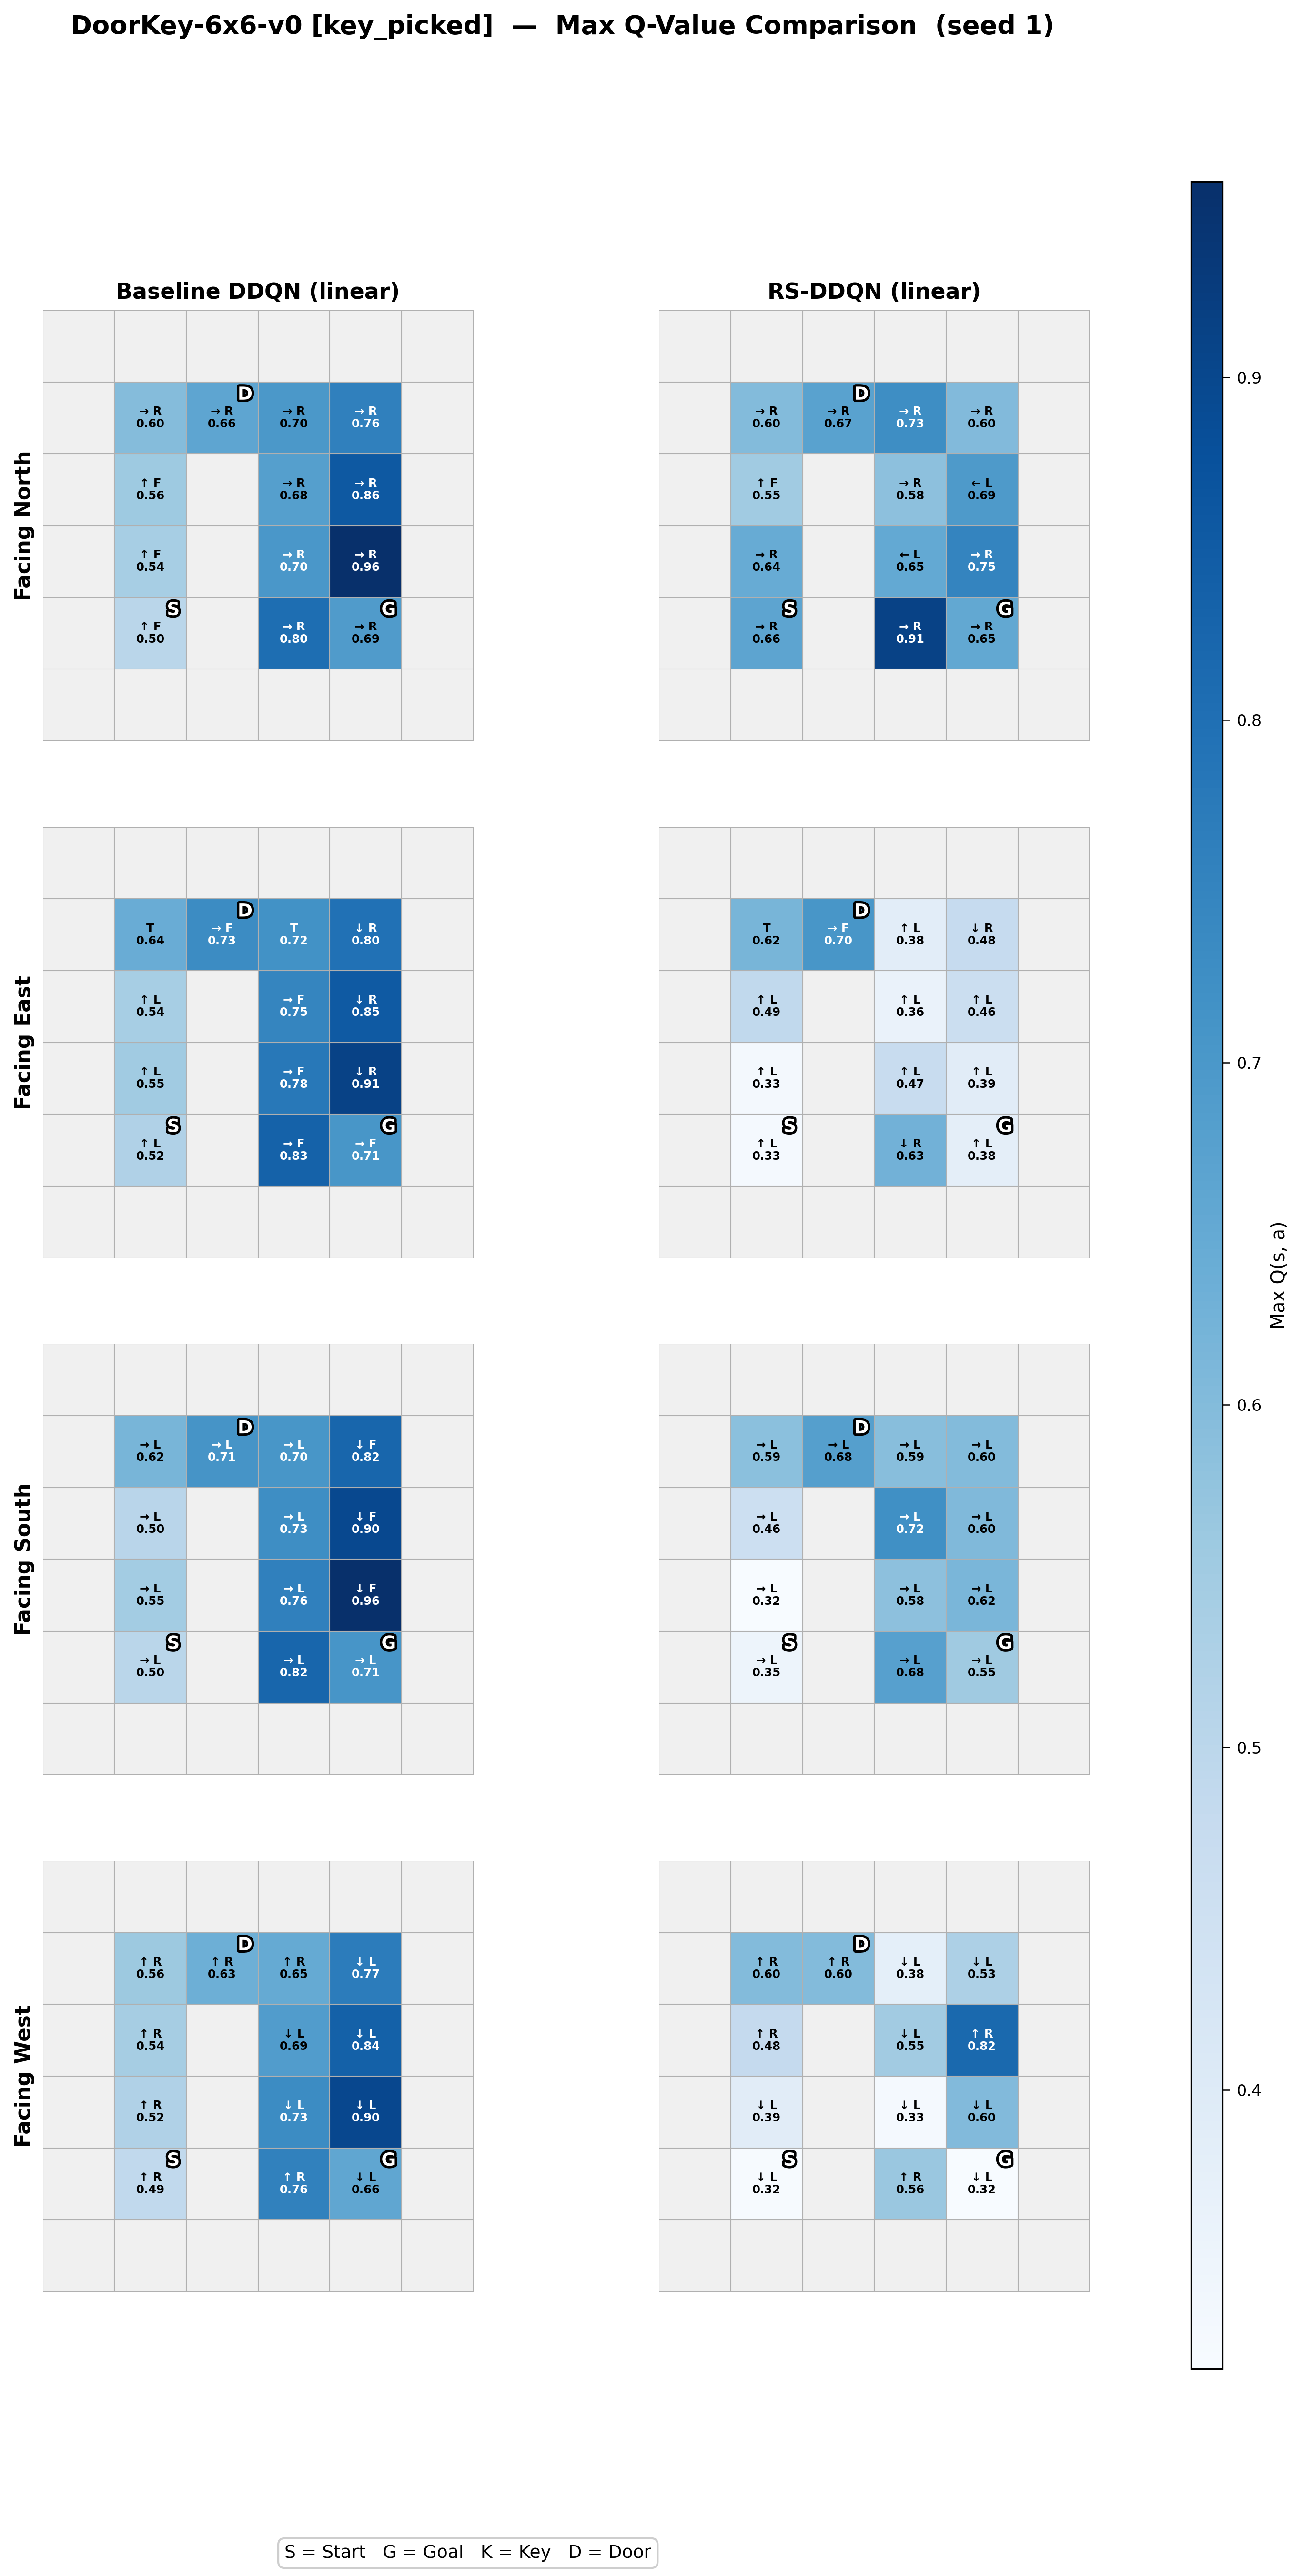 DoorKey-6x6-v0 [key_picked] — Max Q-Value Comparison (seed 1)
Baseline DDQN (linear)
RS-DDQN (linear)
Facing North
D
→ R → R → R → R
0.60 0.66 0.70 0.76
↑ F → R → R
0.56 0.68 0.86
↑ F → R → R
0.54 0.70 0.96
S G
↑ F → R → R
0.50 0.80 0.69
D
→ R → R → R → R
0.60 0.67 0.73 0.60
↑ F → R ← L
0.55 0.58 0.69
→ R ← L → R
0.64 0.65 0.75
S G
→ R → R → R
0.66 0.91 0.65
Facing East
D
T → F T ↓ R
0.64 0.73 0.72 0.80
↑ L → F ↓ R
0.54 0.75 0.85
↑ L → F ↓ R
0.55 0.78 0.91
S G
↑ L → F → F
0.52 0.83 0.71
D
T → F ↑ L ↓ R
0.62 0.70 0.38 0.48
↑ L ↑ L ↑ L
0.49 0.36 0.46
↑ L ↑ L ↑ L
0.33 0.47 0.39
S G
↑ L ↓ R ↑ L
0.33 0.63 0.38
Facing South
D
→ L → L → L ↓ F
0.62 0.71 0.70 0.82
→ L → L ↓ F
0.50 0.73 0.90
→ L → L ↓ F
0.55 0.76 0.96
S G
→ L → L → L
0.50 0.82 0.71
D
→ L → L → L → L
0.59 0.68 0.59 0.60
→ L → L → L
0.46 0.72 0.60
→ L → L → L
0.32 0.58 0.62
S G
→ L → L → L
0.35 0.68 0.55
Facing West
D
↑ R ↑ R ↑ R ↓ L
0.56 0.63 0.65 0.77
↑ R ↓ L ↓ L
0.54 0.69 0.84
↑ R ↓ L ↓ L
0.52 0.73 0.90
S G
↑ R ↑ R ↓ L
0.49 0.76 0.66
D
↑ R ↑ R ↓ L ↓ L
0.60 0.60 0.38 0.53
↑ R ↓ L ↑ R
0.48 0.55 0.82
↓ L ↓ L ↓ L
0.39 0.33 0.60
S G
↓ L ↑ R ↓ L
0.32 0.56 0.32
0.9
0.8
0.7
0.6
0.5
0.4
Max Q(s, a)
S = Start G = Goal K = Key D = Door